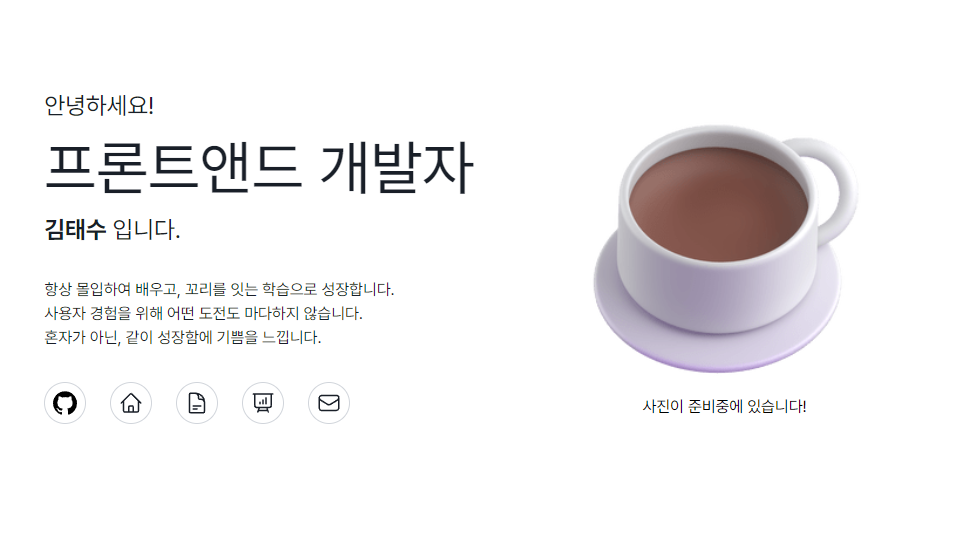 안녕하세요!
프론트앤드 개발자
김태수 입니다.
항상 몰입하여 배우고, 꼬리를 잇는 학습으로 성장합니다.
사용자 경험을 위해 어떤 도전도 마다하지 않습니다.
혼자가 아닌, 같이 성장함에 기쁨을 느낍니다.
사진이 준비중에 있습니다!